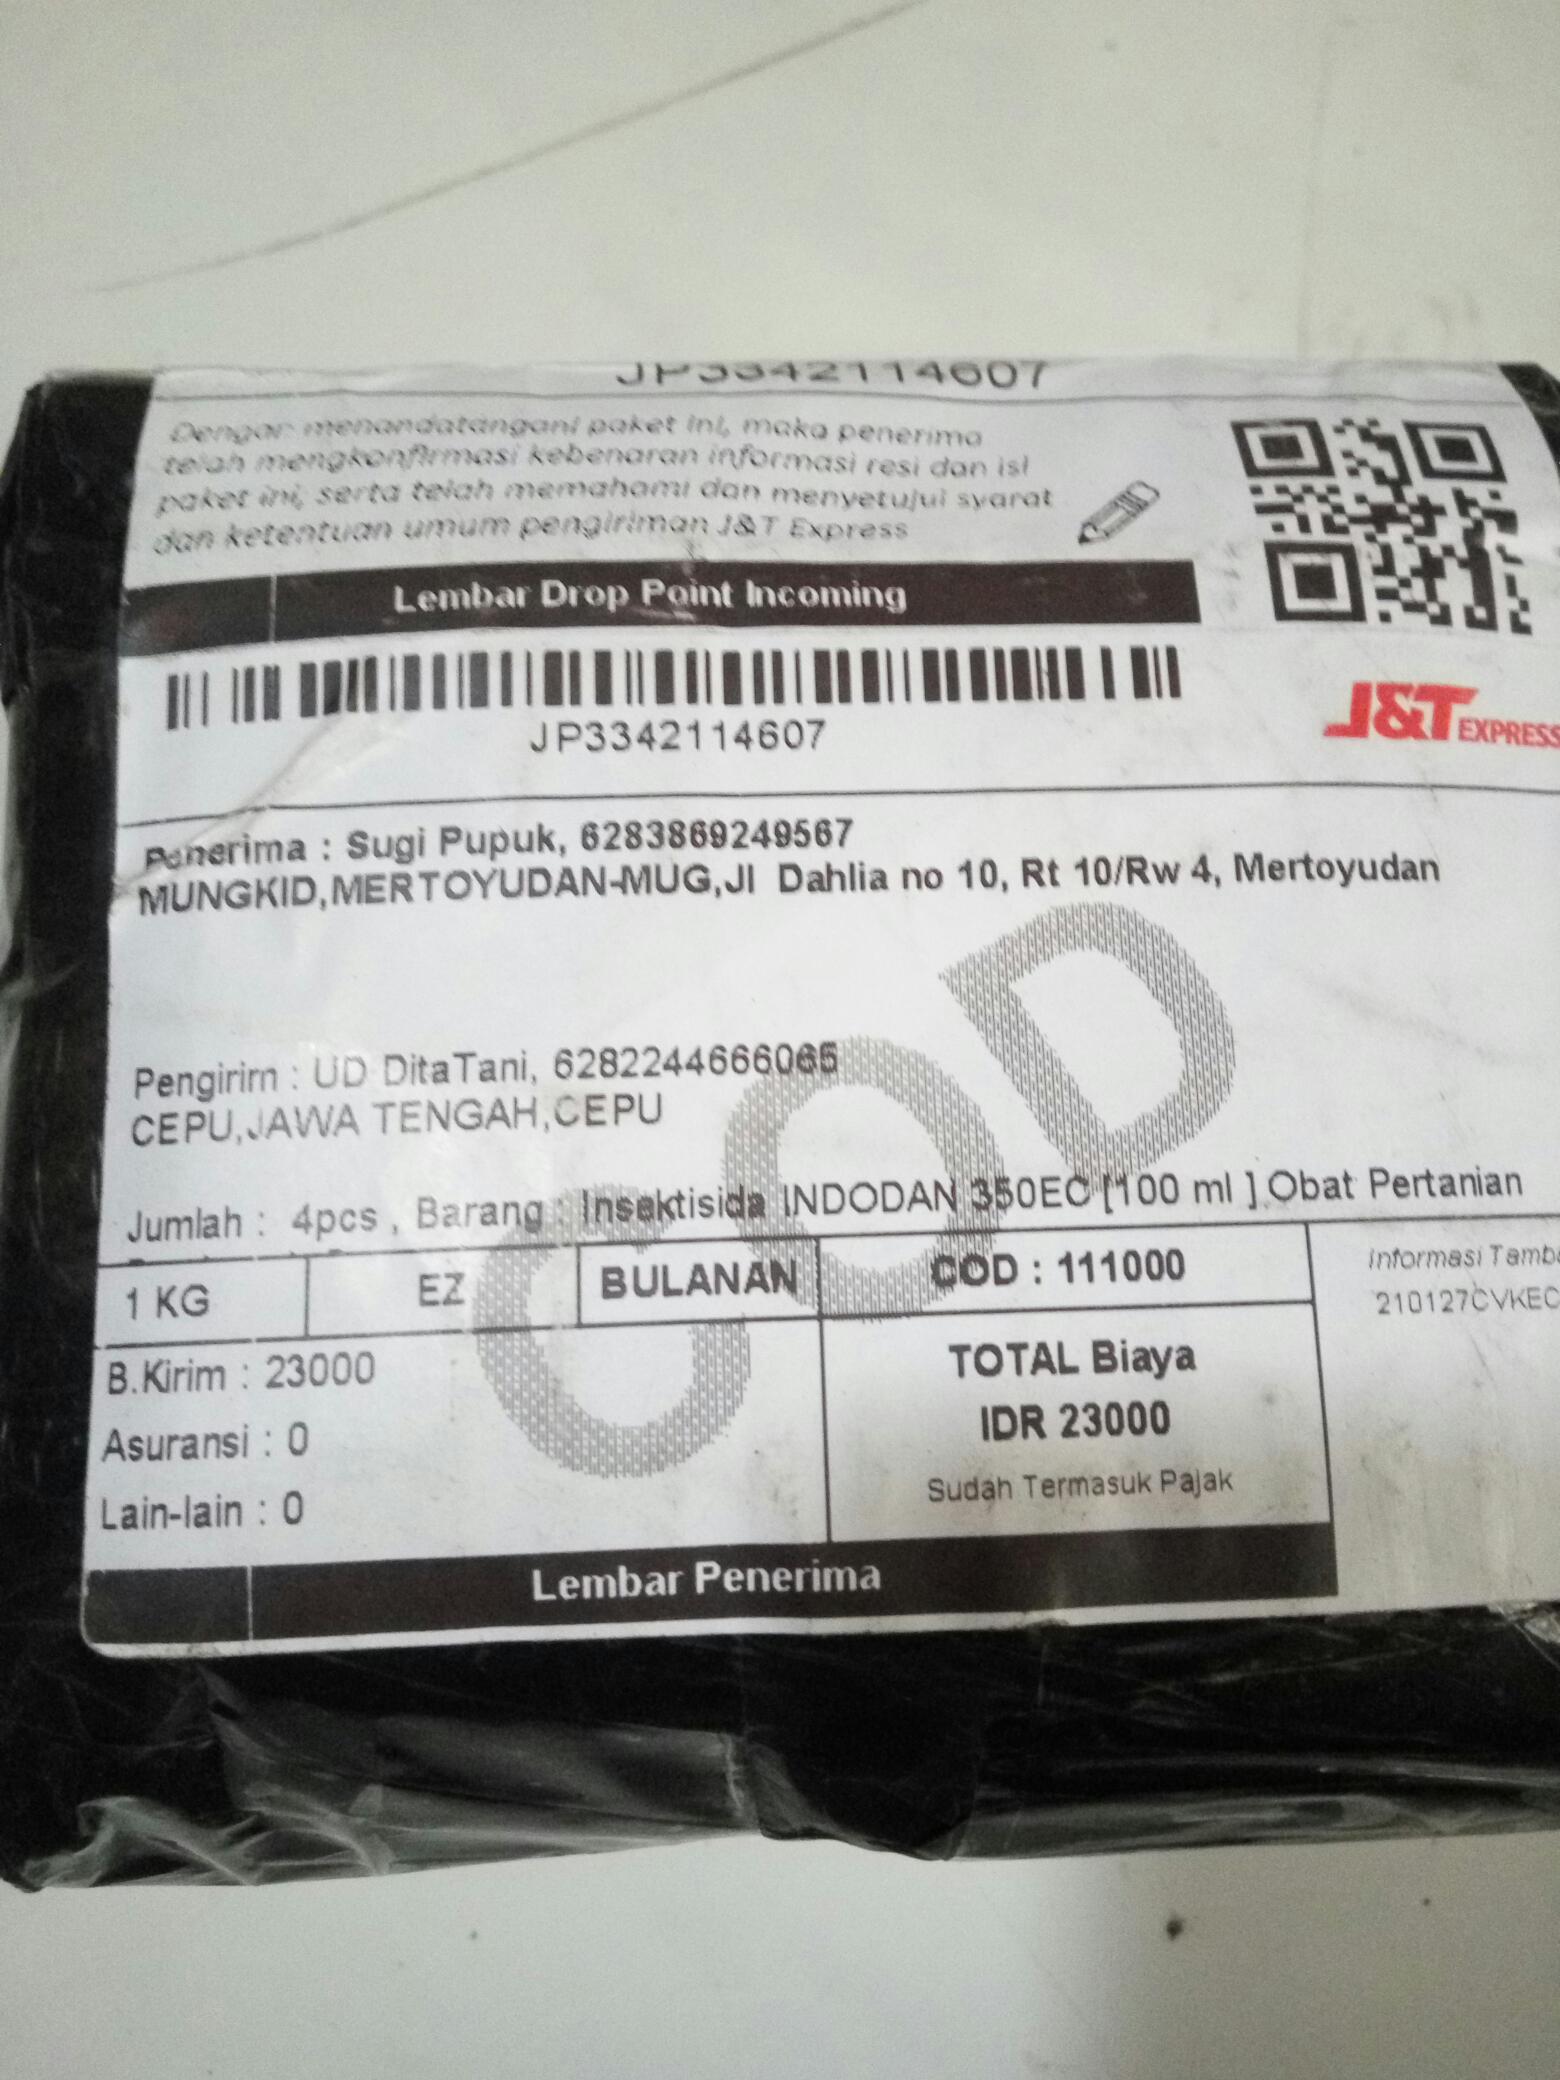 JP3342114607
Dengan menandatangani paket ini, maka penerima
telah mengkonfirmasi kebenaran informasi resi dan isi
paket ini, serta telah memahami dan menyetujui syarat
dan ketentuan umum pengiriman J&T Express
Lembar Drop Point Incoming
JP3342114607
J&T EXPRESS
Penerima : Sugi Pupuk, 6283869249567
MUNGKID,MERTOYUDAN-MUG,Jl Dahlia no 10, Rt 10/Rw 4, Mertoyudan
Pengirim : UD DitaTani, 6282244666065
CEPU,JAWA TENGAH,CEPU
COD
Jumlah : 4pcs , Barang : Insektisida INDODAN 350EC [100 ml ] Obat Pertanian
1 KG EZ BULANAN COD : 111000
Informasi Tamb
210127CVKEC
B.Kirim : 23000
Asuransi : 0
Lain-lain : 0
TOTAL Biaya
IDR 23000
Sudah Termasuk Pajak
Lembar Penerima